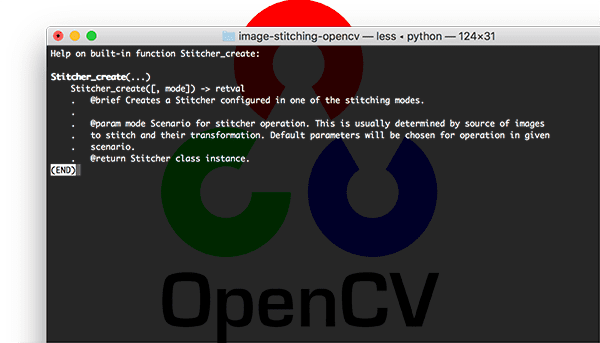 image-stitching-opencv — less • python — 124×31
Help on built-in function Stitcher_create:
Stitcher_create(...)
Stitcher_create([, mode]) -> retval
. @brief Creates a Stitcher configured in one of the stitching modes.
.
. @param mode Scenario for stitcher operation. This is usually determined by source of images
. to stitch and their transformation. Default parameters will be chosen for operation in given
. scenario.
. @return Stitcher class instance.
(END)
OpenCV